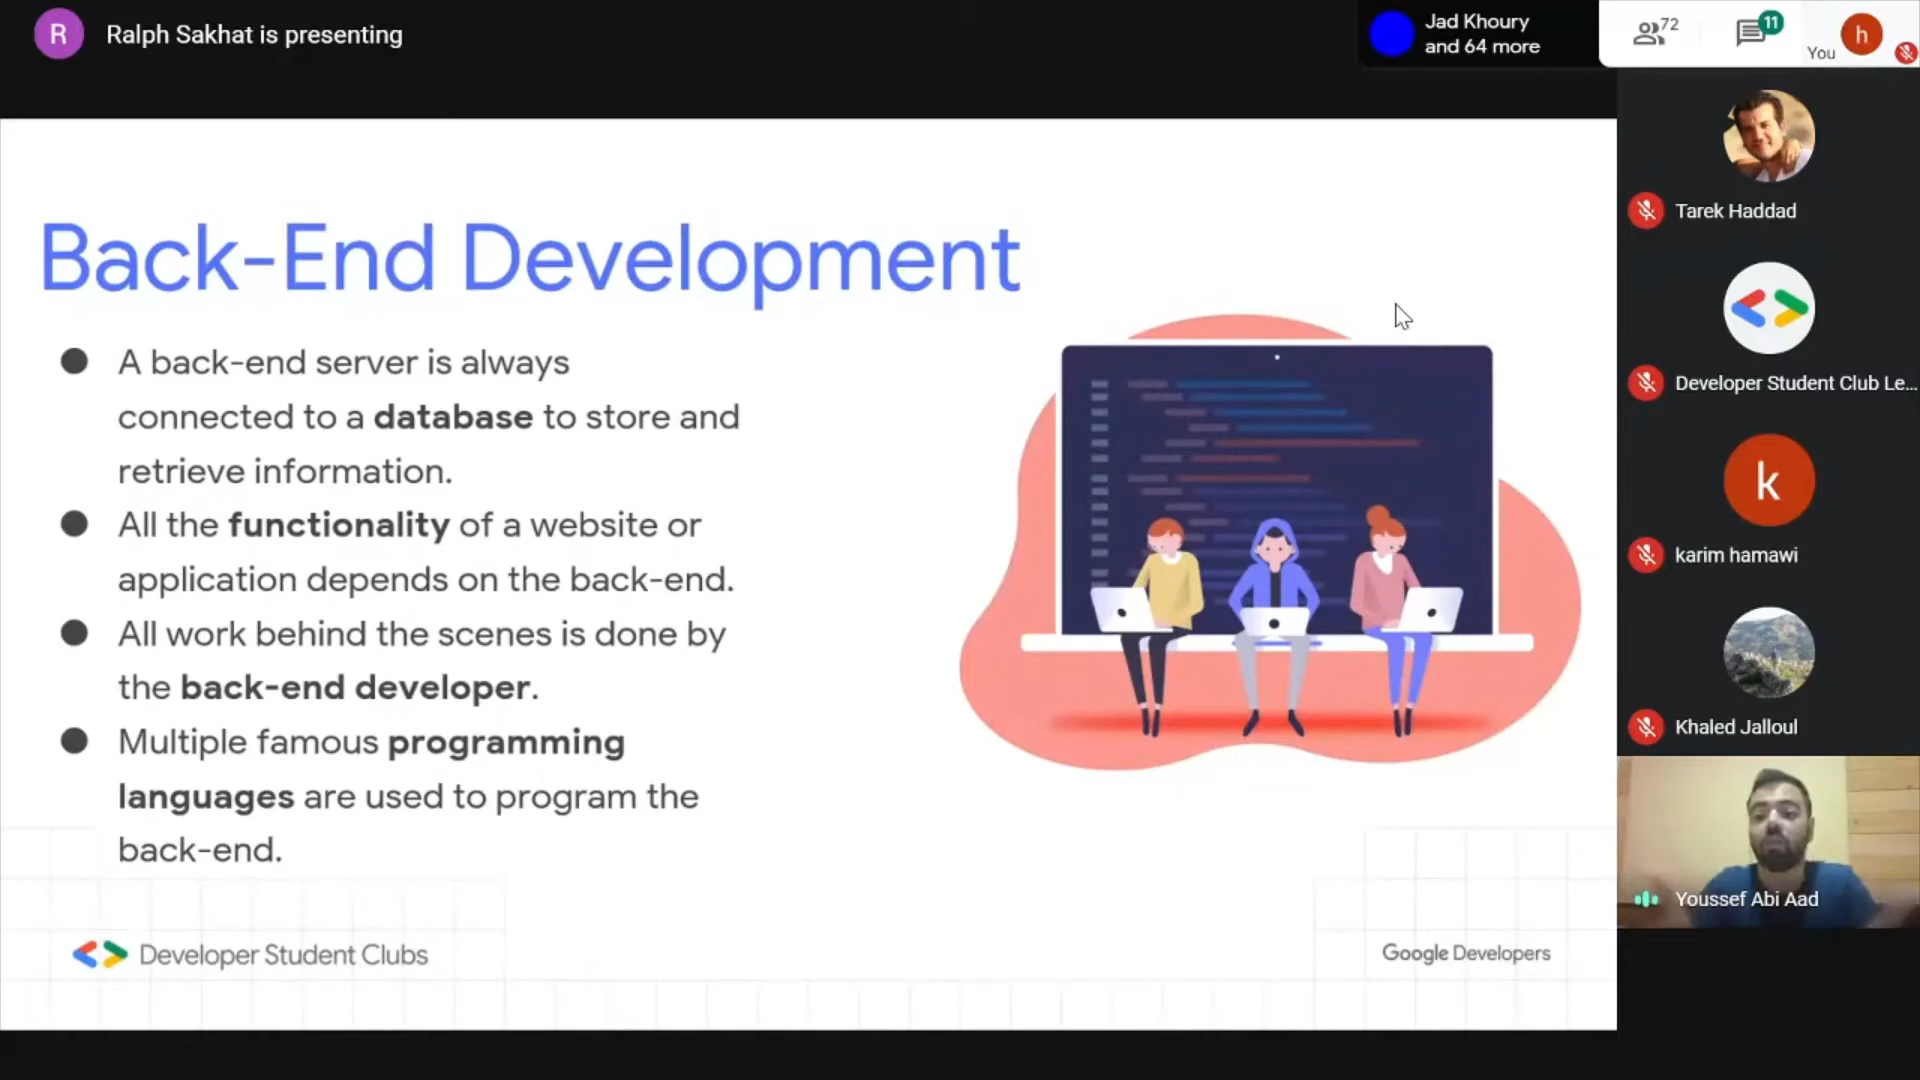 R
Ralph Sakhat is presenting
Jad Khoury
and 64 more
72
11
You
h
Back-End Development
A back-end server is always
connected to a database to store and
retrieve information.
All the functionality of a website or
application depends on the back-end.
All work behind the scenes is done by
the back-end developer.
Multiple famous programming
languages are used to program the
back-end.
Developer Student Clubs
Google Developers
Tarek Haddad
Developer Student Club Le...
k
karim hamawi
Khaled Jalloul
Youssef Abi Aad